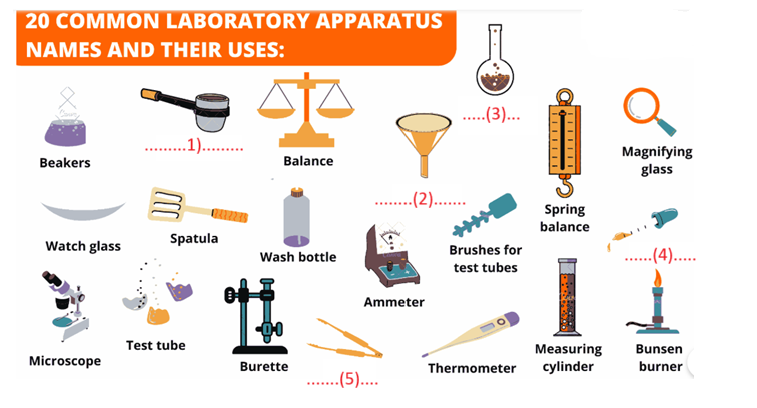 20 COMMON LABORATORY APPARATUS
NAMES AND THEIR USES:
.....(3)...
..........1).........
Beakers
Balance
Magnifying
glass
.........(2).......
Spring
balance
Watch glass
Spatula
Wash bottle
Brushes for
test tubes
......(4).....
Ammeter
Microscope
Test tube
Burette
.......(5)....
Thermometer
Measuring
cylinder
Bunsen
burner